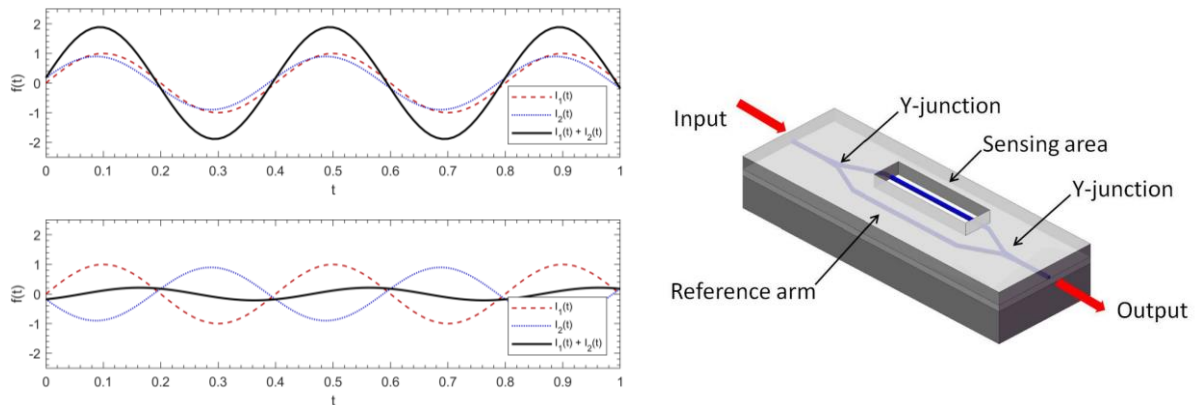 2
1
0
-1
-2
f(t)
I₁(t)
I₂(t)
I₁(t) + I₂(t)
0 0.1 0.2 0.3 0.4 0.5 0.6 0.7 0.8 0.9 1
t
2
1
0
-1
-2
f(t)
I₁(t)
I₂(t)
I₁(t) + I₂(t)
0 0.1 0.2 0.3 0.4 0.5 0.6 0.7 0.8 0.9 1
t
Input
Y-junction
Sensing area
Y-junction
Reference arm
Output